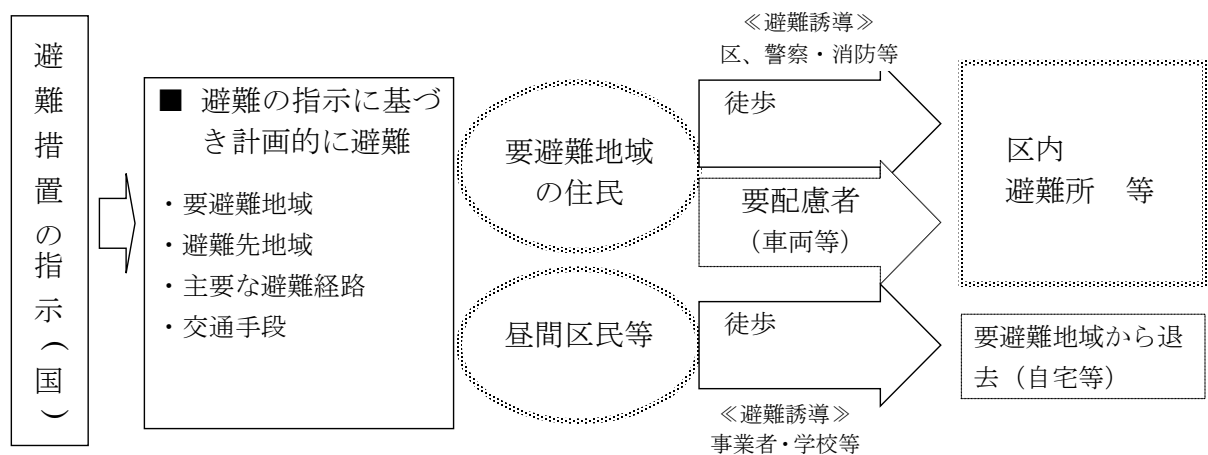 避難措置の指示（国）
■ 避難の指示に基づ
き計画的に避難
・要避難地域
・避難先地域
・主要な避難経路
・交通手段
要避難地域
の住民
昼間区民等
≪避難誘導≫
区、警察・消防等
徒歩
要配慮者
（車両等）
徒歩
≪避難誘導≫
事業者・学校等
区内
避難所　等
要避難地域から退
去（自宅等）